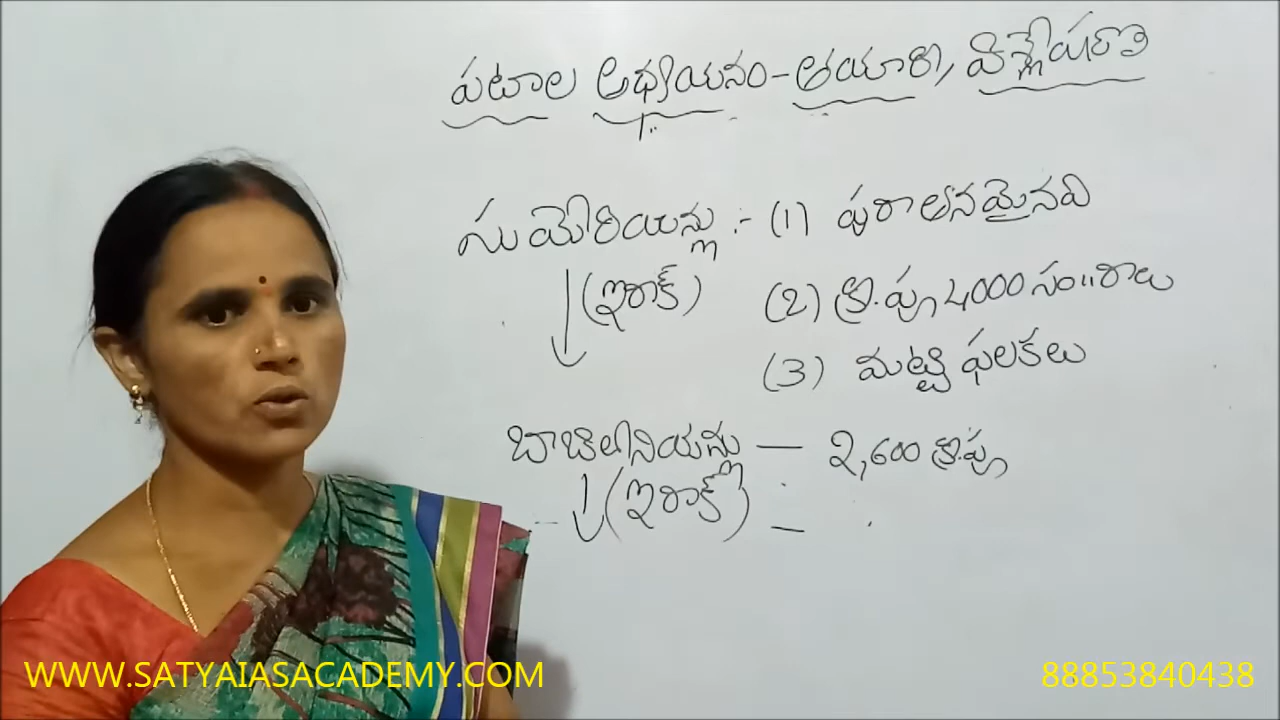 పటాల అధ్యయనం - తయారీ, విశ్లేషణ
సుమేరియన్లు :- (1) పురాతనమైనవి
(ఇరాక్) (2) క్రీ.పూ 4000 సం॥రాలు
(3) మట్టి ఫలకలు
బాబిలోనియన్లు — 2,600 క్రీపూ
(ఇరాక్) —
WWW.SATYAIASACADEMY.COM 88853840438